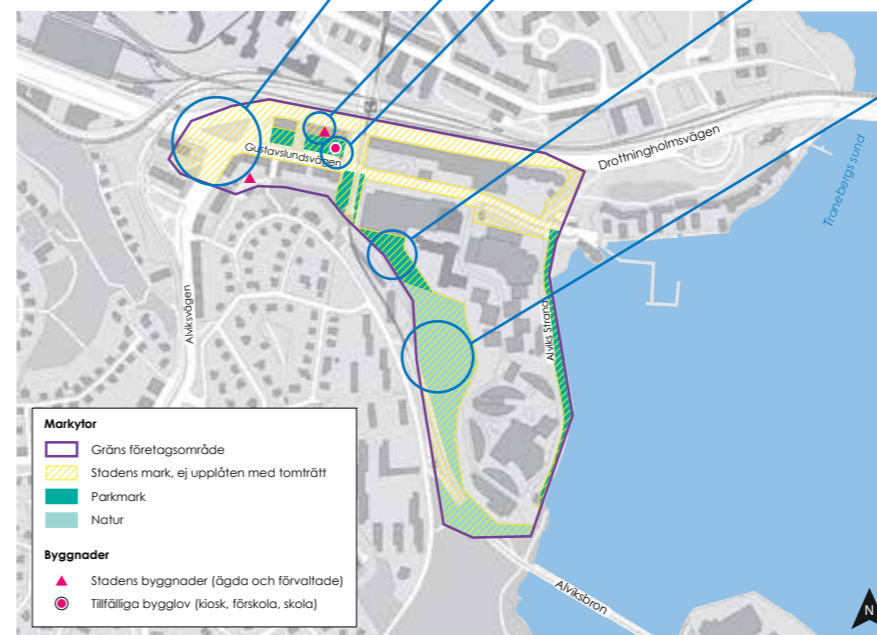 Drottningholmsvägen
Tranebergs sund
Gustavslundsvägen
Alviksvägen
Alviks Strand
Alviksbron
Markytor
Gräns företagsområde
Stadens mark, ej upplåten med tomträtt
Parkmark
Natur
Byggnader
Stadens byggnader (ägda och förvaltade)
Tillfälliga bygglov (kiosk, förskola, skola)
N